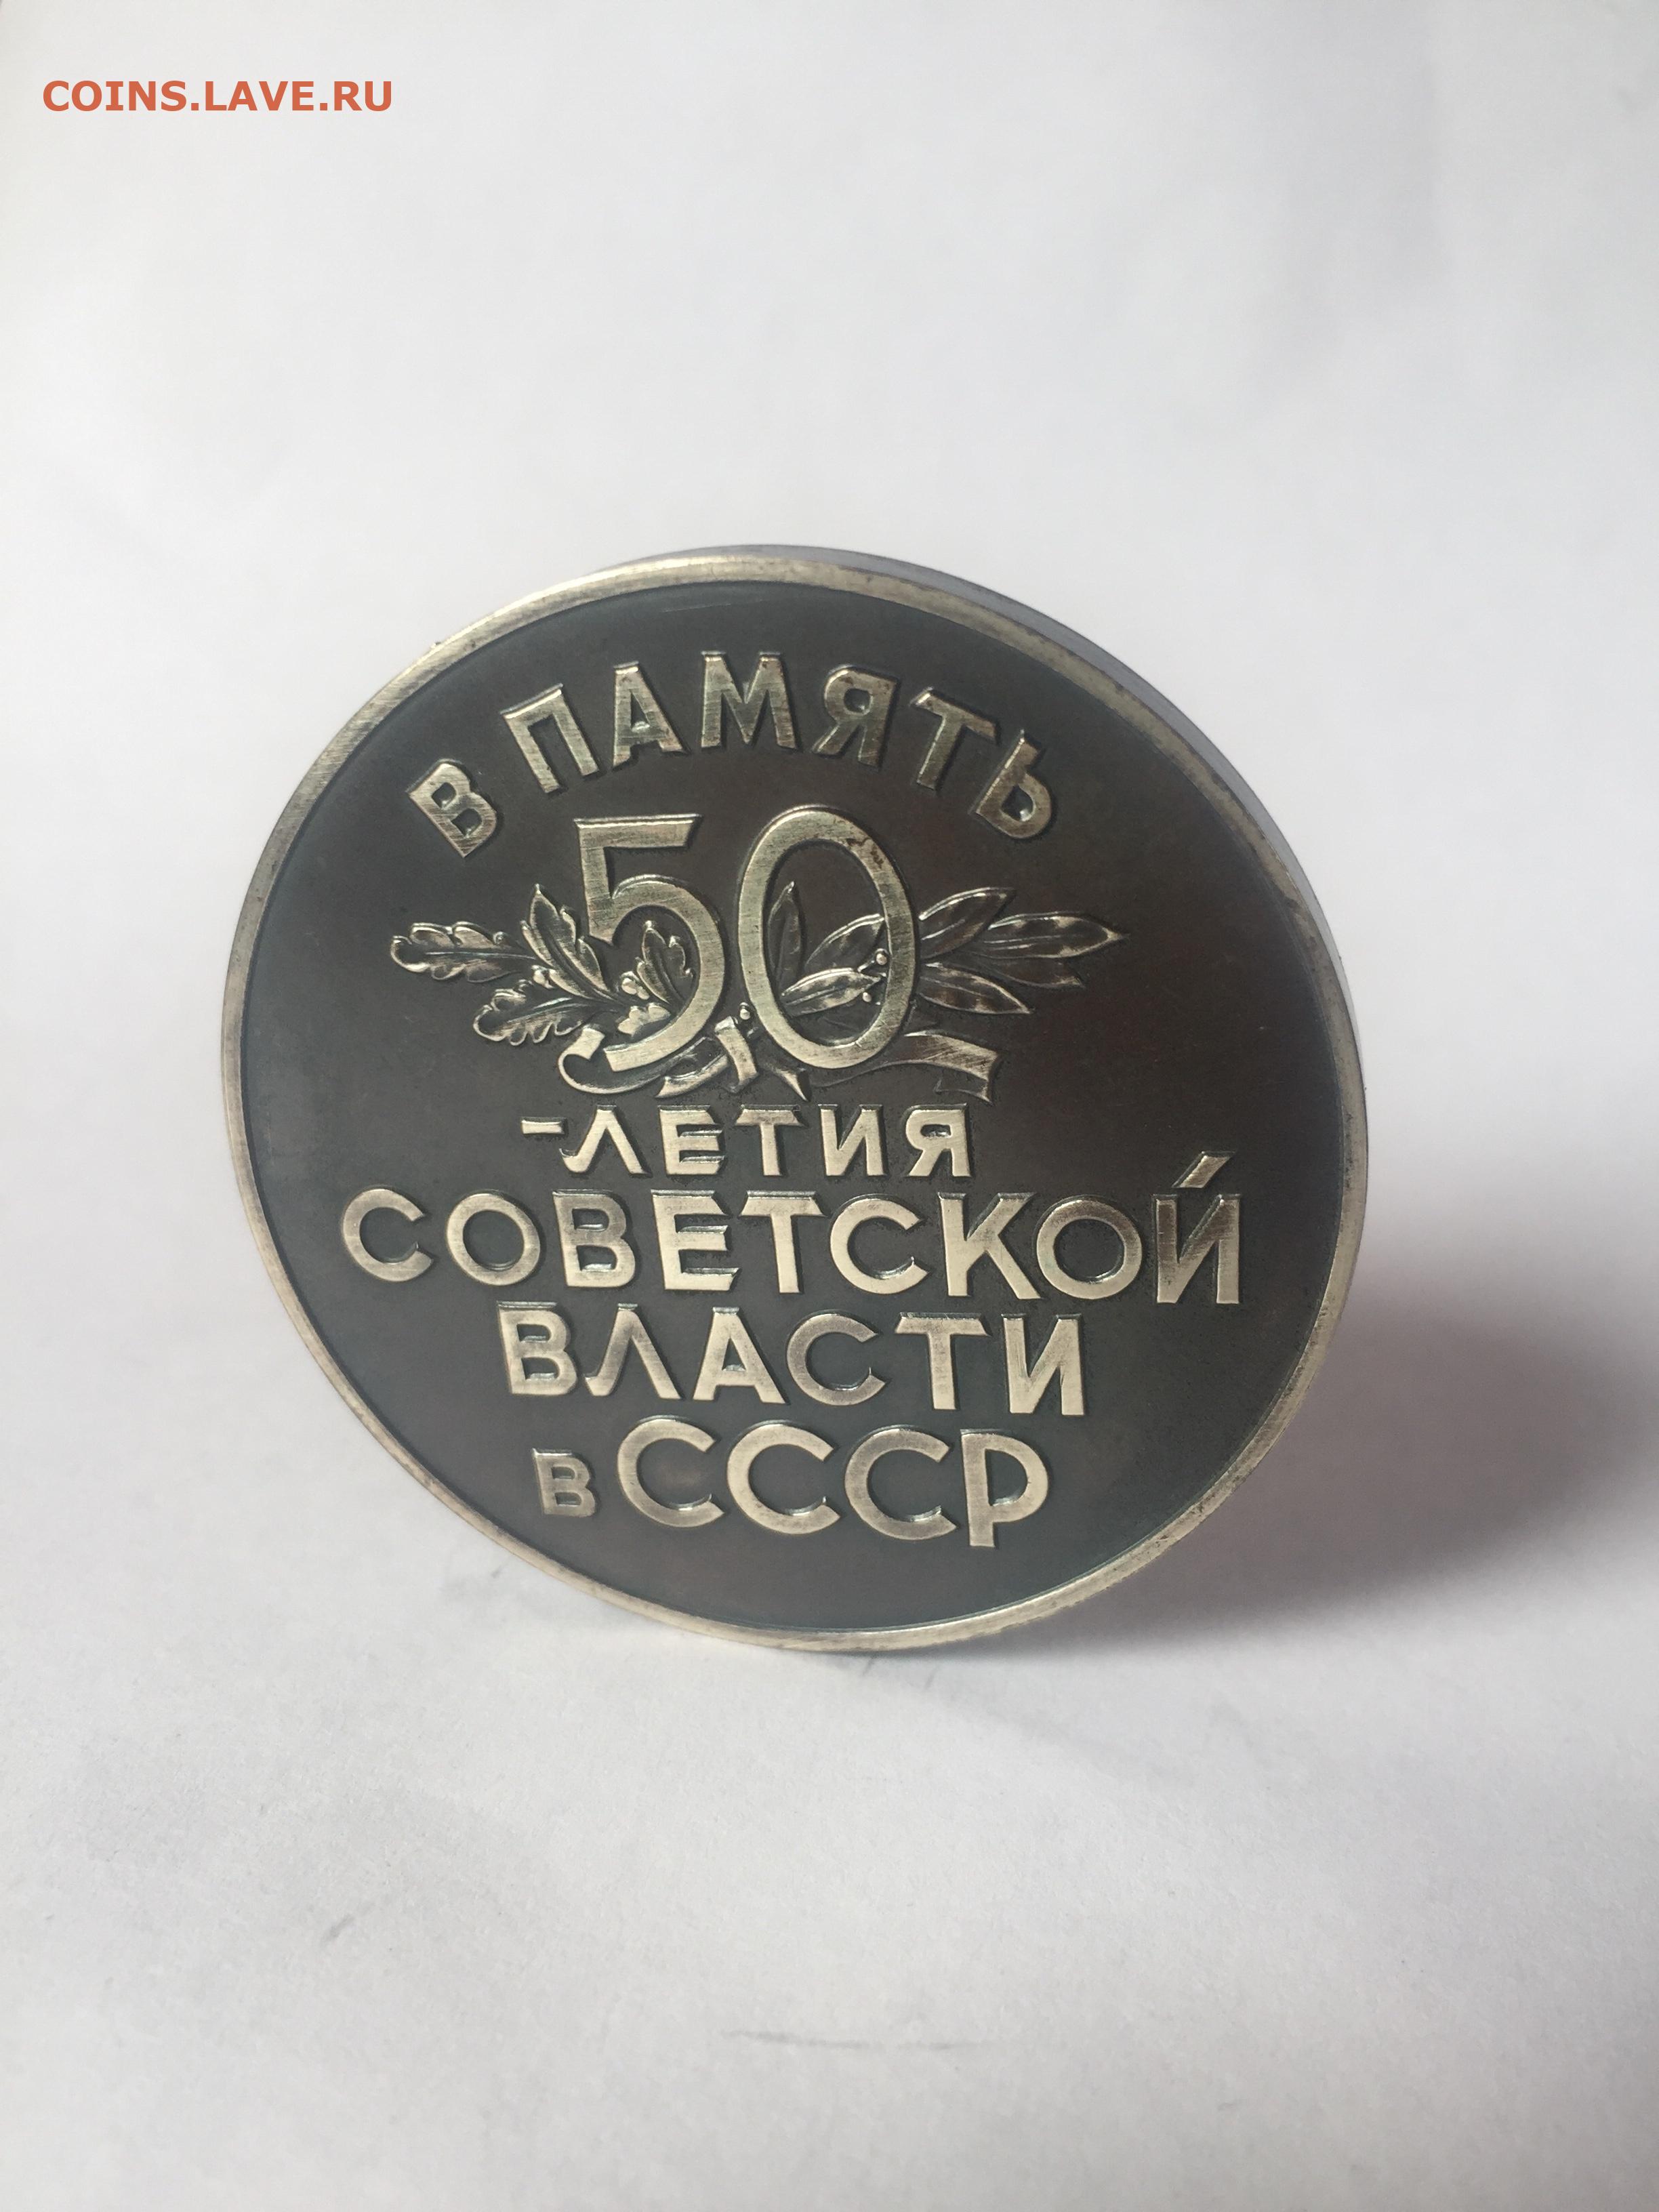 COINS.LAVE.RU
В ПАМЯТЬ
50
-ЛЕТИЯ
СОВЕТСКОЙ
ВЛАСТИ
в СССР